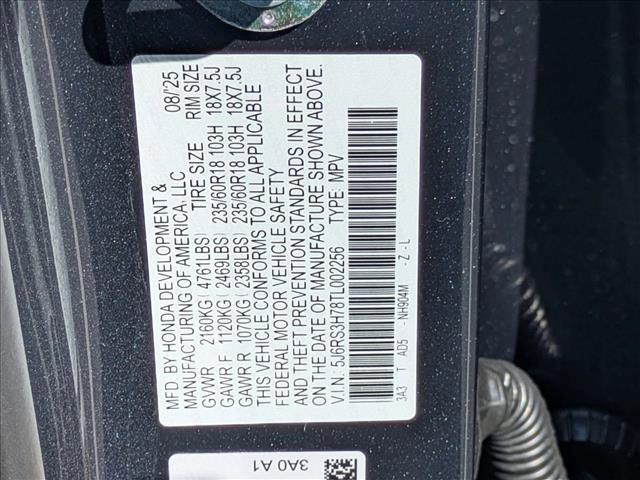 MFD. BY HONDA DEVELOPMENT & 08/25
MANUFACTURING OF AMERICA, LLC
TIRE SIZE RIM SIZE
GVWR 2160KG(4761LBS)
GAWR F 1120KG(2469LBS) 235/60R18 103H 18X7.5J
GAWR R 1070KG(2358LBS) 235/60R18 103H 18X7.5J
THIS VEHICLE CONFORMS TO ALL APPLICABLE
FEDERAL MOTOR VEHICLE SAFETY
AND THEFT PREVENTION STANDARDS IN EFFECT
ON THE DATE OF MANUFACTURE SHOWN ABOVE.
V.I.N: 5J6RS3H78TL002256 TYPE: MPV
3A3 T AD5 -NH904M -Z-L
3A0 A1